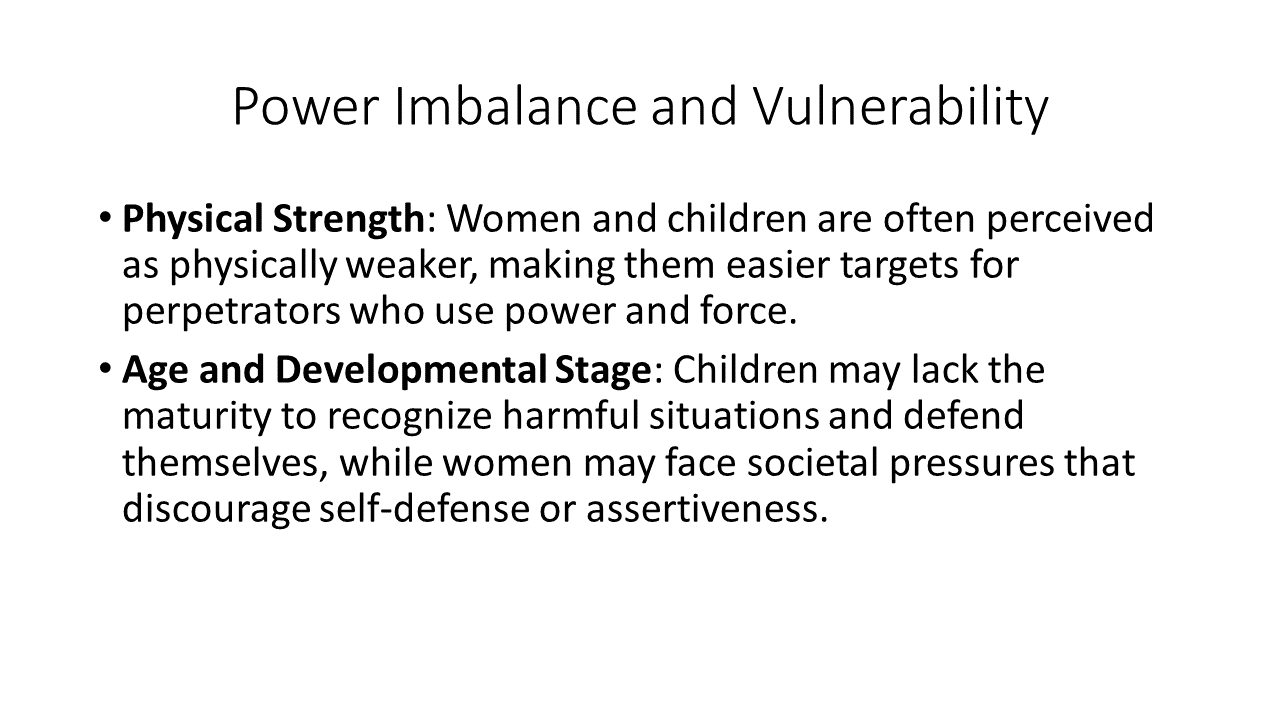 Power Imbalance and Vulnerability
• Physical Strength: Women and children are often perceived
as physically weaker, making them easier targets for
perpetrators who use power and force.
• Age and Developmental Stage: Children may lack the
maturity to recognize harmful situations and defend
themselves, while women may face societal pressures that
discourage self-defense or assertiveness.